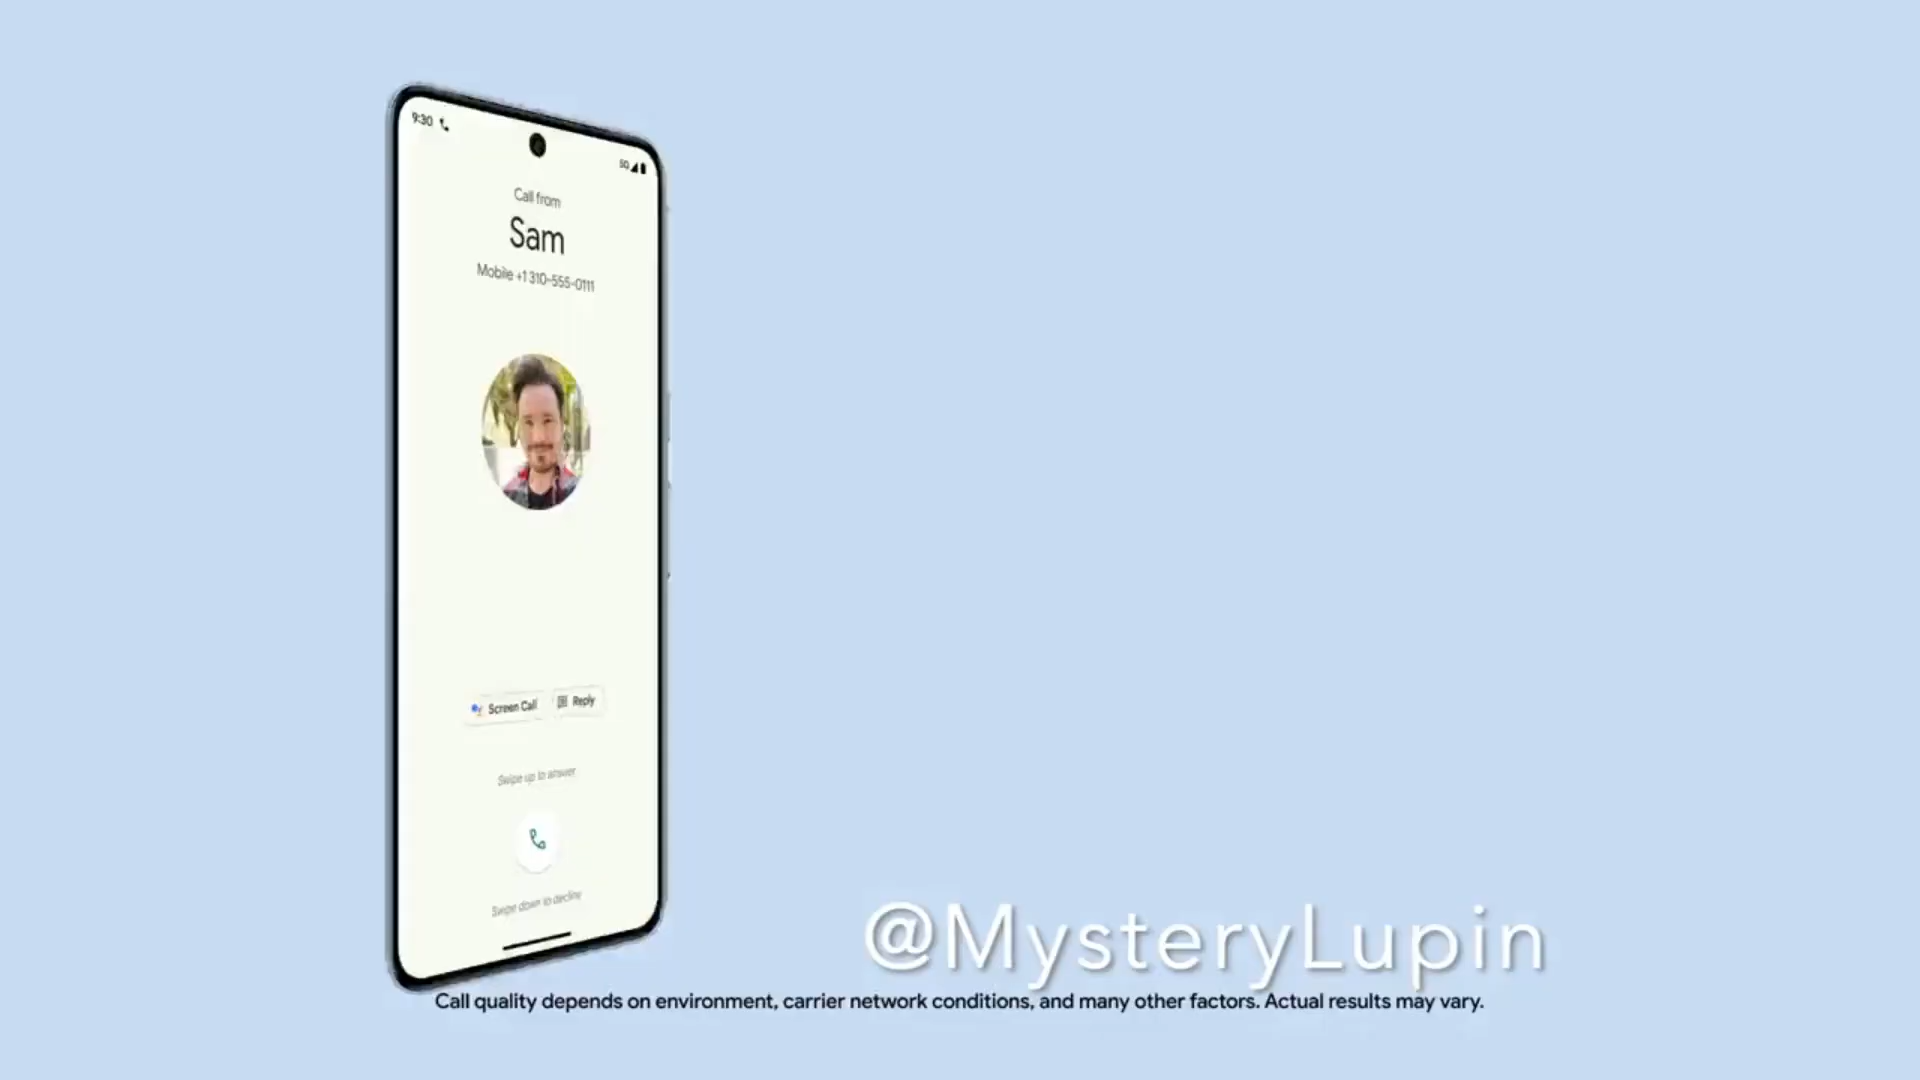 9:30
5G
Call from
Sam
Mobile +1 310-555-0111
Screen Call
Reply
Swipe up to answer
Swipe down to decline
@MysteryLupin
Call quality depends on environment, carrier network conditions, and many other factors. Actual results may vary.